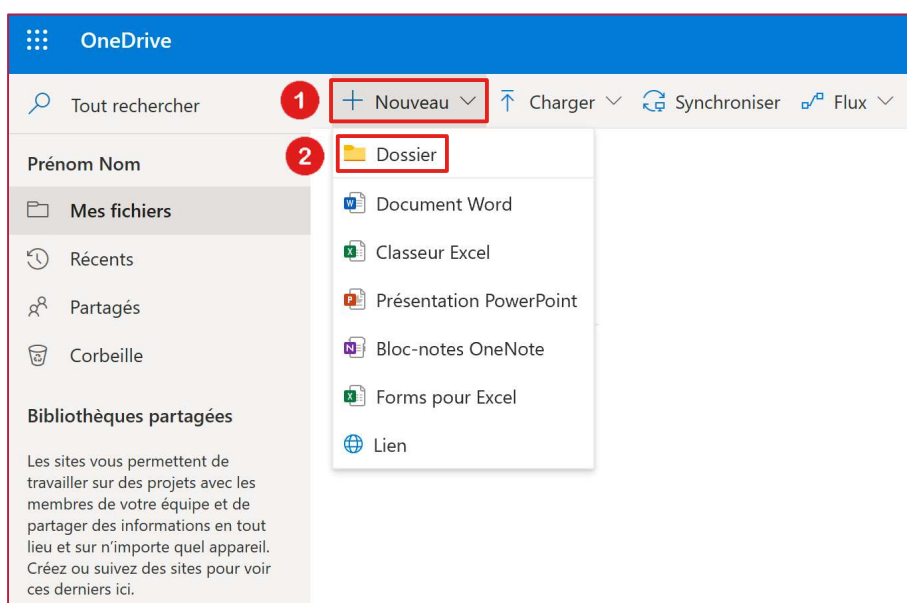 OneDrive
Tout rechercher
1
Nouveau
Charger
Synchroniser
Flux
Prénom Nom
2
Dossier
Mes fichiers
Document Word
Récents
Classeur Excel
Partagés
Présentation PowerPoint
Corbeille
Bloc-notes OneNote
Forms pour Excel
Lien
Bibliothèques partagées
Les sites vous permettent de
travailler sur des projets avec les
membres de votre équipe et de
partager des informations en tout
lieu et sur n’importe quel appareil.
Créez ou suivez des sites pour voir
ces derniers ici.